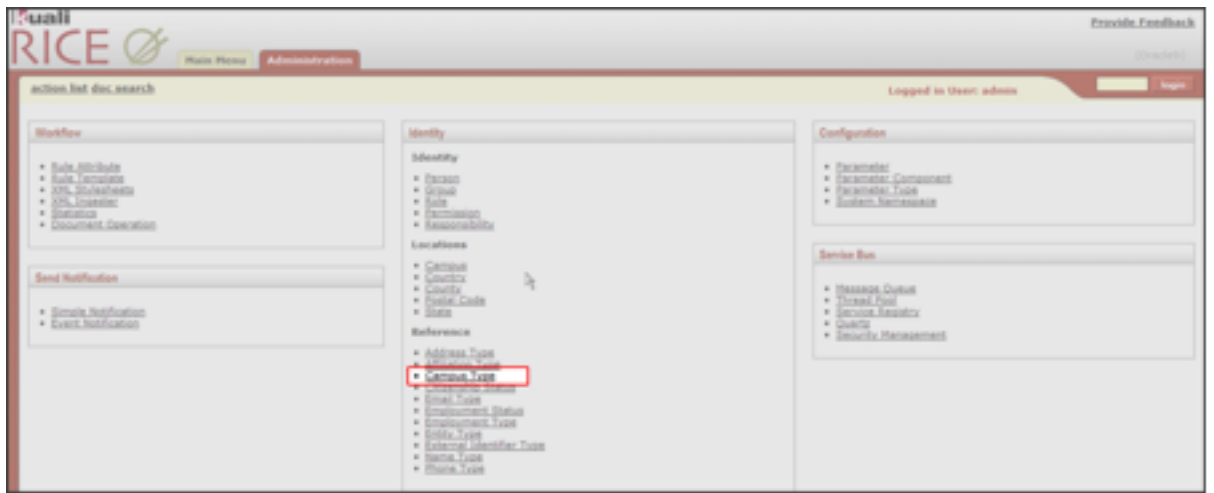 Kuali
RICE
Provide Feedback
Main Menu
Administration
action list doc search
Logged in User: admin
login
Workflow
Rule Attribute
Rule Template
XML Stylesheets
XML Ingester
Statistics
Document Operation
Send Notification
Simple Notification
Event Notification
Identity
Identity
Person
Group
Role
Permission
Responsibility
Locations
Campus
Country
County
Postal Code
State
Reference
Address Type
Affiliation Type
Campus Type
Citizenship Status
Email Type
Employment Status
Employment Type
Entity Type
External Identifier Type
Name Type
Phone Type
Configuration
Parameter
Parameter Component
Parameter Type
System Namespace
Service Bus
Message Queue
Thread Pool
Service Registry
Quartz
Security Management